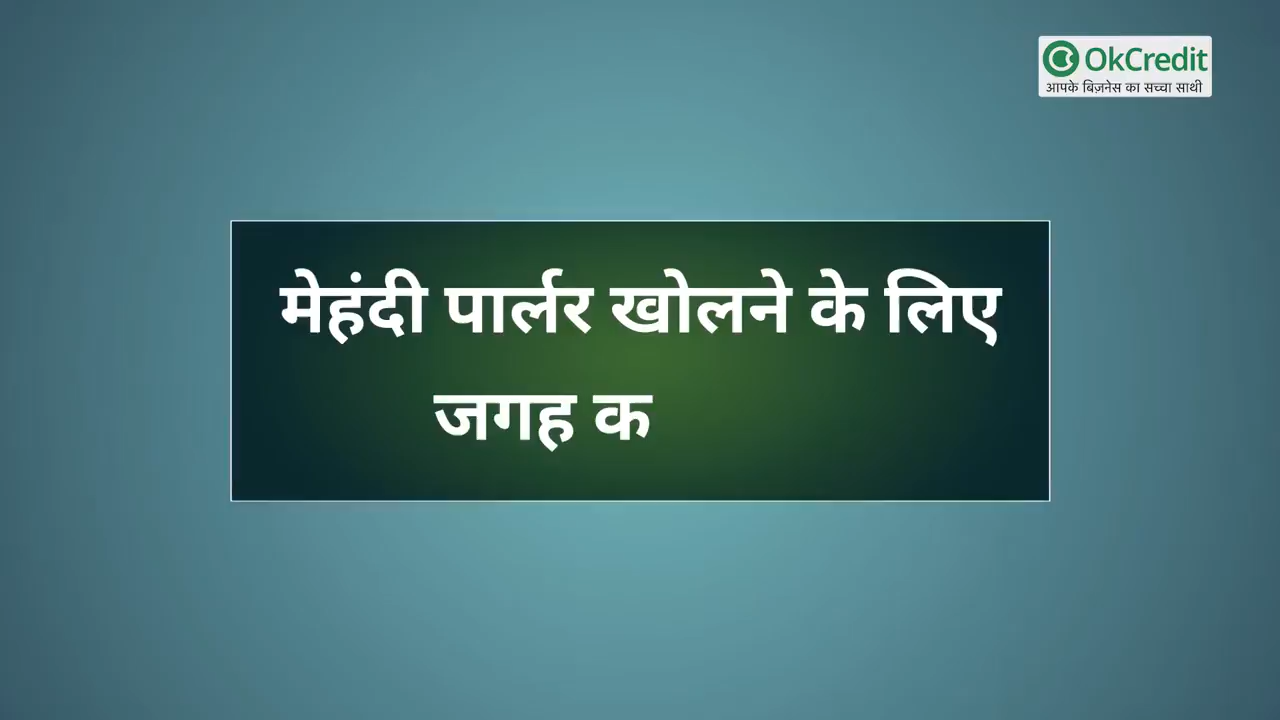 OkCredit
आपके बिज़नेस का सच्चा साथी
मेहंदी पार्लर खोलने के लिए
जगह क